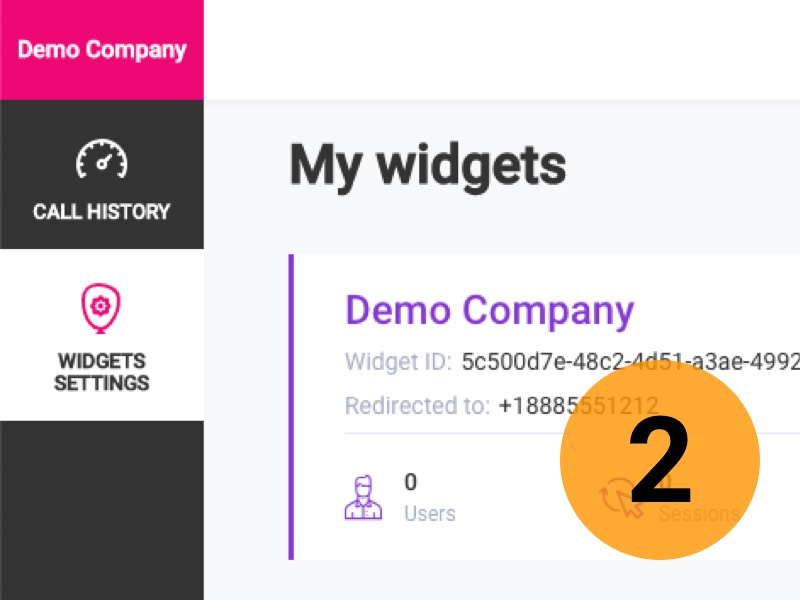 Demo Company
CALL HISTORY
WIDGETS
SETTINGS
My widgets
Demo Company
Widget ID: 5c500d7e-48c2-4d51-a3ae-4992
Redirected to: +18885551212
0
Users
0
Sessions
2